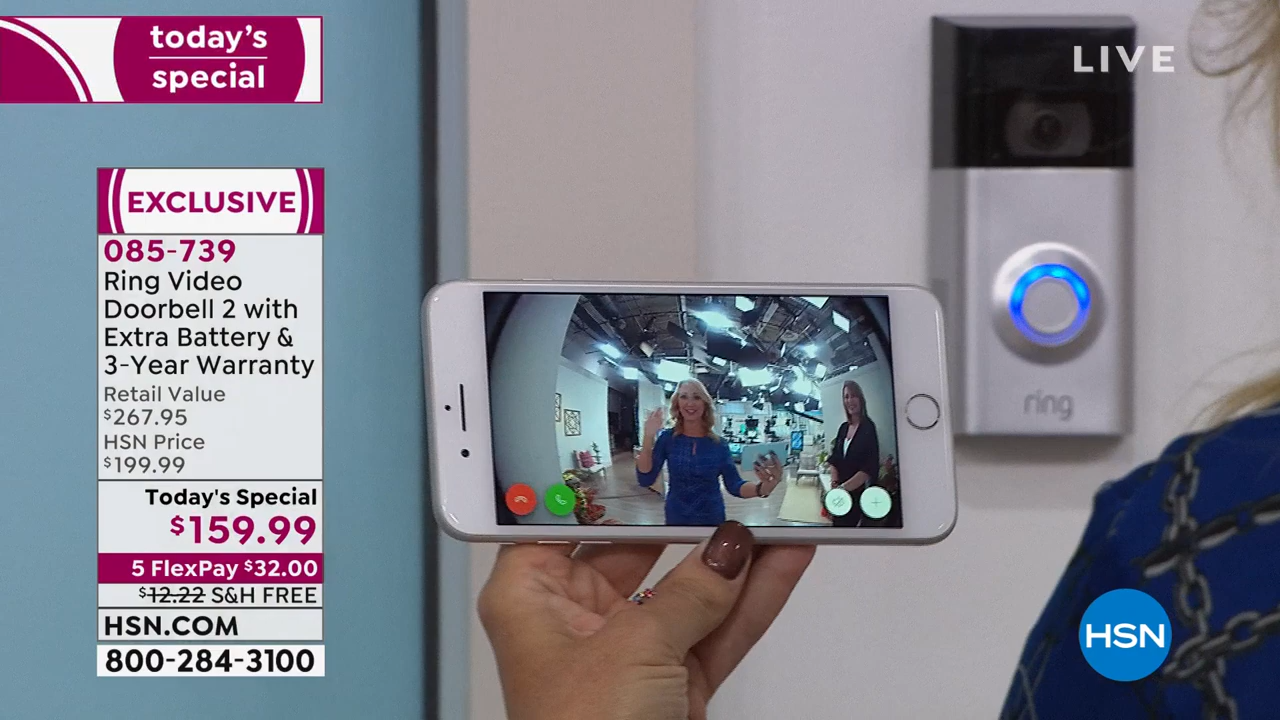 today's
special
LIVE
EXCLUSIVE
085-739
Ring Video
Doorbell 2 with
Extra Battery &
3-Year Warranty
Retail Value
$267.95
HSN Price
$199.99
Today's Special
$159.99
5 FlexPay $32.00
$12.22 S&H FREE
HSN.COM
800-284-3100
ring
HSN